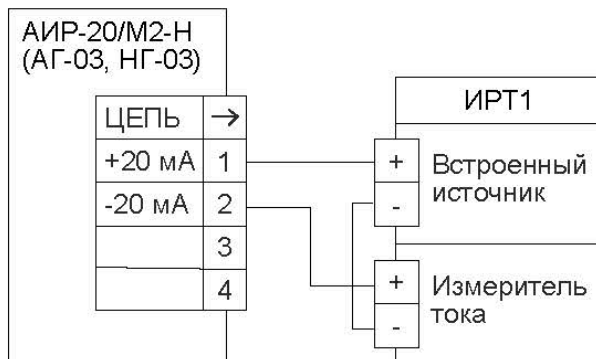 АИР-20/М2-Н
(АГ-03, НГ-03)
ЦЕПЬ →
+20 мА 1
-20 мА 2
3
4
ИРТ1
+ Встроенный
- источник
+ Измеритель
- тока